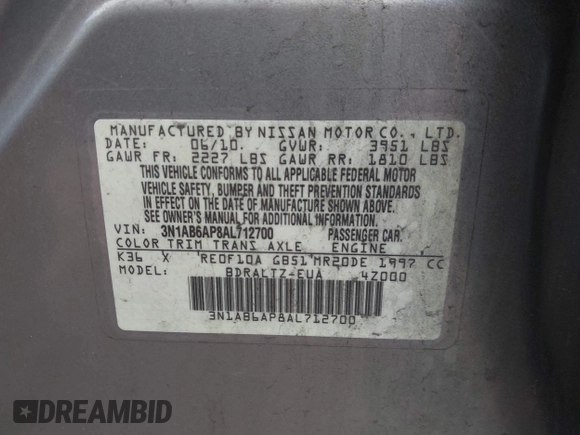 MANUFACTURED BY NISSAN MOTOR CO., LTD.
DATE: 06/10. GVWR: 3951 LBS
GAWR FR: 2227 LBS GAWR RR: 1810 LBS
THIS VEHICLE CONFORMS TO ALL APPLICABLE FEDERAL MOTOR
VEHICLE SAFETY, BUMPER AND THEFT PREVENTION STANDARDS
IN EFFECT ON THE DATE OF MANUFACTURE SHOWN ABOVE.
SEE OWNER'S MANUAL FOR ADDITIONAL INFORMATION.
VIN: 3N1AB6AP8AL712700 PASSENGER CAR.
COLOR TRIM TRANS AXLE ENGINE
K36 X RE0F10A GB51 MR20DE 1997 CC
MODEL: BDRALTZ-EUA 4Z000
3N1AB6AP8AL712700
DREAMBID